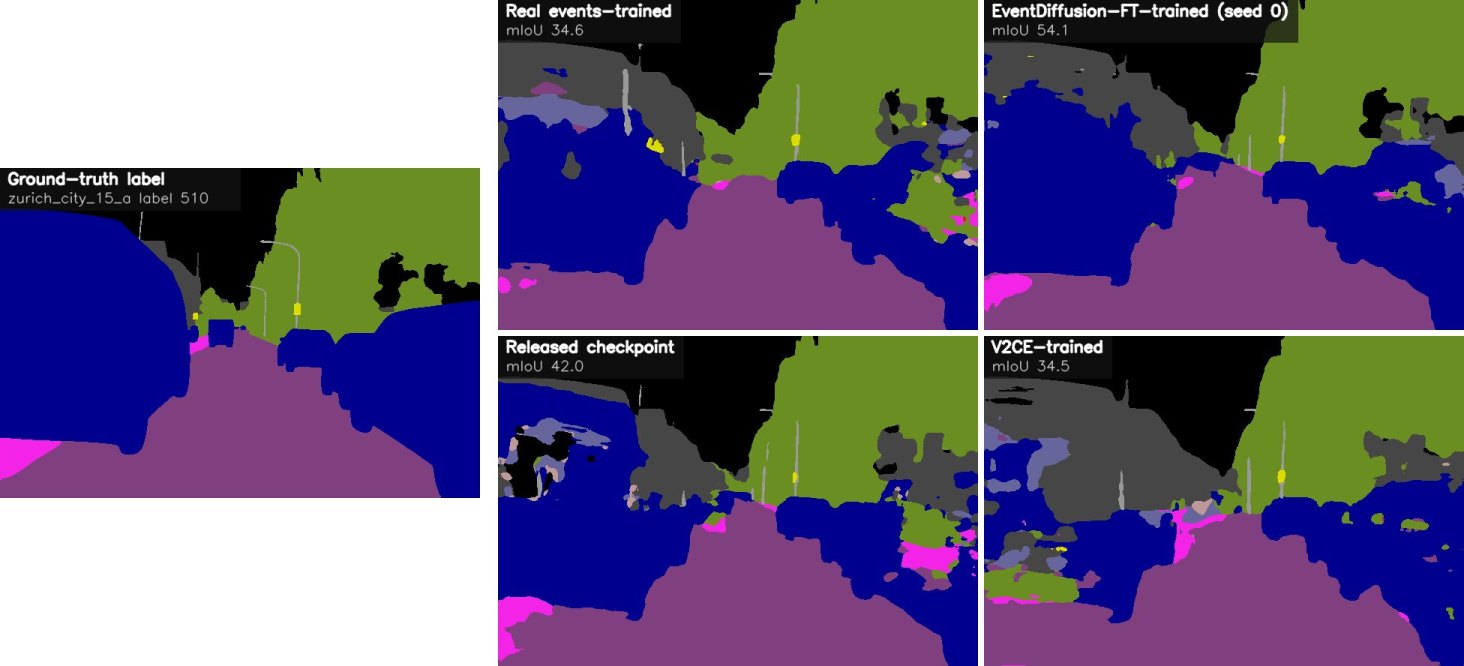 Ground-truth label
zurich_city_15_a label 510
Real events-trained
mIoU 34.6
EventDiffusion-FT-trained (seed 0)
mIoU 54.1
Released checkpoint
mIoU 42.0
V2CE-trained
mIoU 34.5